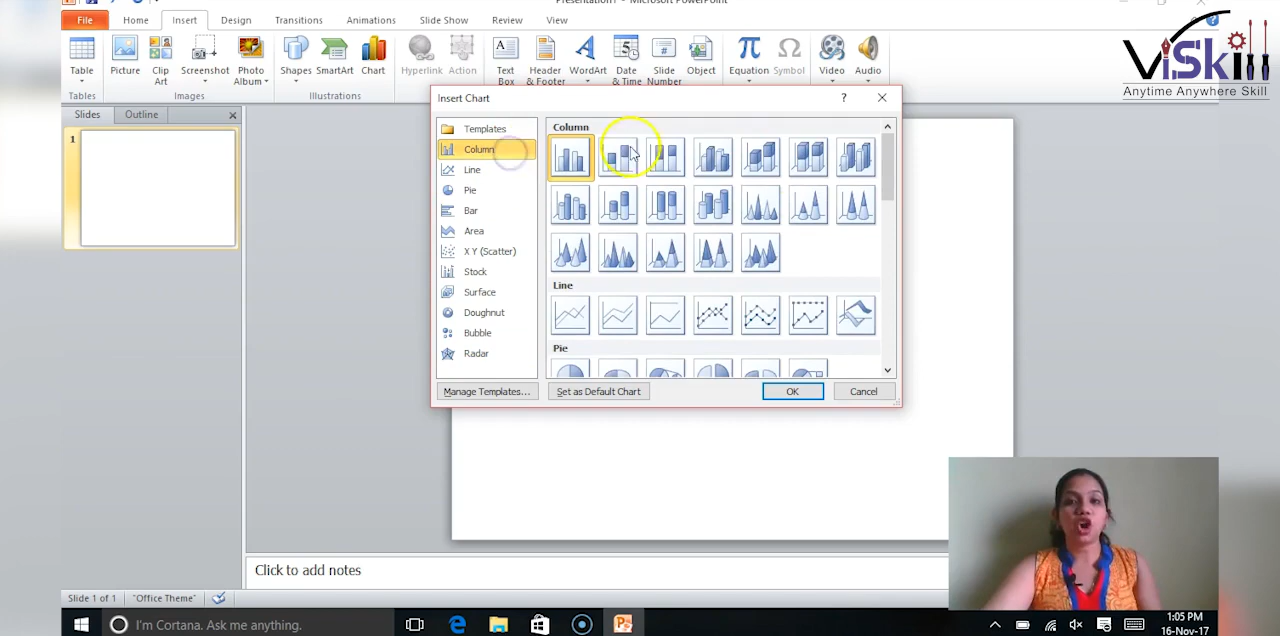 Presentation1 - Microsoft PowerPoint
File Home Insert Design Transitions Animations Slide Show Review View
Table Picture Clip Art Screenshot Photo Album Shapes SmartArt Chart Hyperlink Action Text Box Header & Footer WordArt Date & Time Slide Number Object Equation Symbol Video Audio
Tables Images Illustrations
ViSkill
Anytime Anywhere Skill
Slides Outline
1
Insert Chart
?
Templates
Column
Line
Pie
Bar
Area
X Y (Scatter)
Stock
Surface
Doughnut
Bubble
Radar
Column
Line
Pie
Manage Templates... Set as Default Chart OK Cancel
Click to add notes
Slide 1 of 1 "Office Theme"
I'm Cortana. Ask me anything.
1:05 PM
16-Nov-17